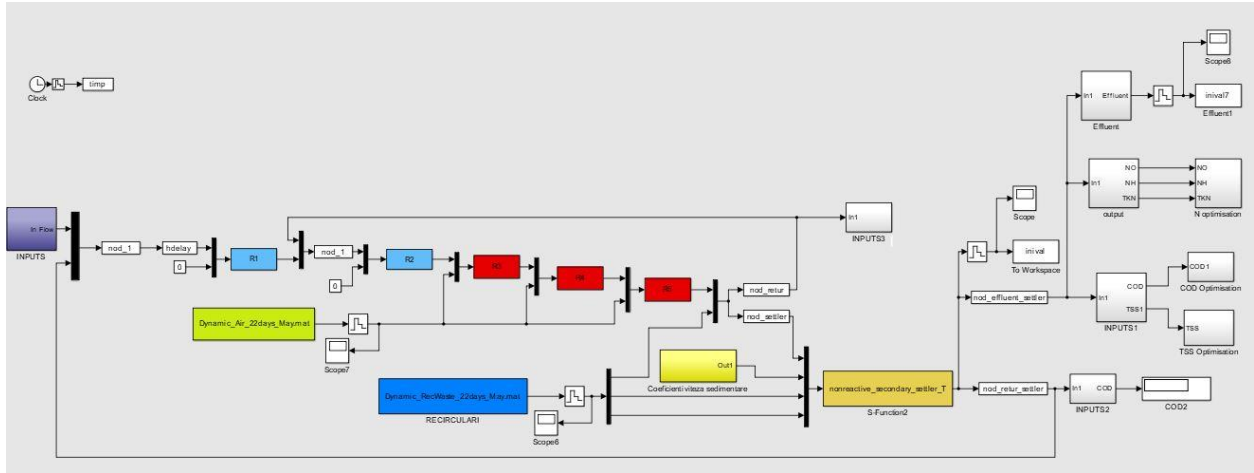 Clock
timp
In Flow
INPUTS
nod_1
hdelay
0
R1
nod_1
0
R2
R3
R4
R5
nod_retur
nod_settler
In1
INPUTS3
Dynamic_Air_22days_May.mat
Scope7
Dynamic_RecWaste_22days_May.mat
RECIRCULARI
Scope6
Out1
Coeficienti viteza sedimentare
nonreactive_secondary_settler_T
S-Function2
Scope
inival
To Workspace
nod_effluent_settler
nod_retur_settler
In1 Effluent
Effluent
Scope8
inival7
Effluent1
In1
NO
NH
TKN
output
NO
NH
TKN
N optimisation
In1
COD
TSS1
INPUTS1
COD1
COD Optimisation
TSS
TSS Optimisation
In1 COD
INPUTS2
COD2